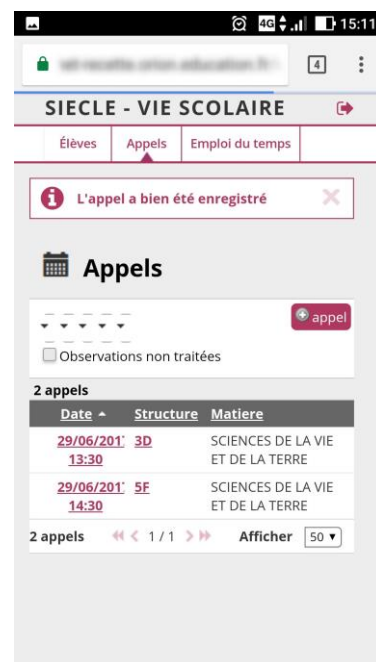 4G 15:11
4
SIECLE - VIE SCOLAIRE
Élèves Appels Emploi du temps
L'appel a bien été enregistré
Appels
appel
Observations non traitées
2 appels
Date Structure Matiere
29/06/201 3D SCIENCES DE LA VIE
13:30 ET DE LA TERRE
29/06/201 5F SCIENCES DE LA VIE
14:30 ET DE LA TERRE
2 appels 1 / 1 Afficher 50